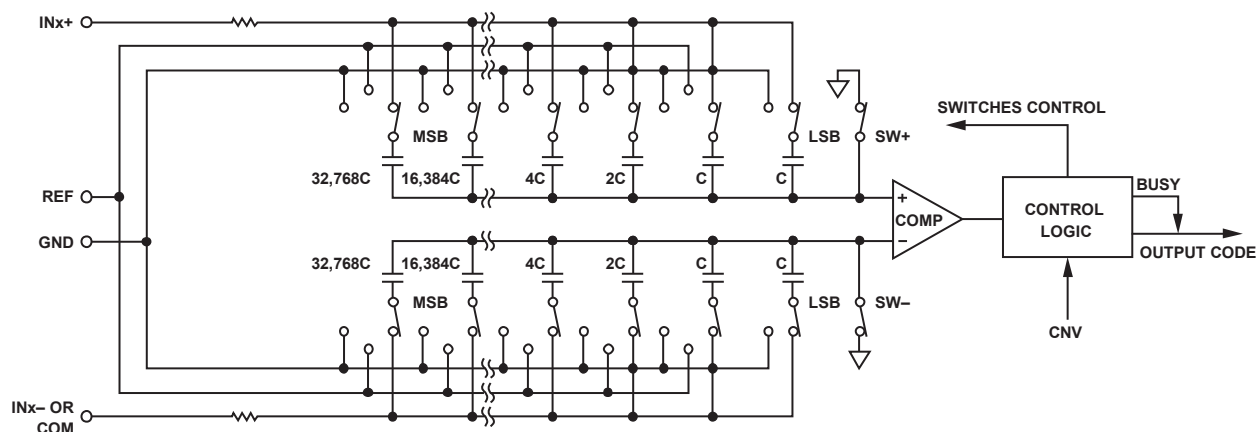 INx+
SWITCHES CONTROL
MSB
LSB
SW+
32,768C
16,384C
4C
2C
C
C
REF
BUSY
+
COMP
−
CONTROL
LOGIC
GND
OUTPUT CODE
32,768C
16,384C
4C
2C
C
C
MSB
LSB
SW–
CNV
INx– OR
COM